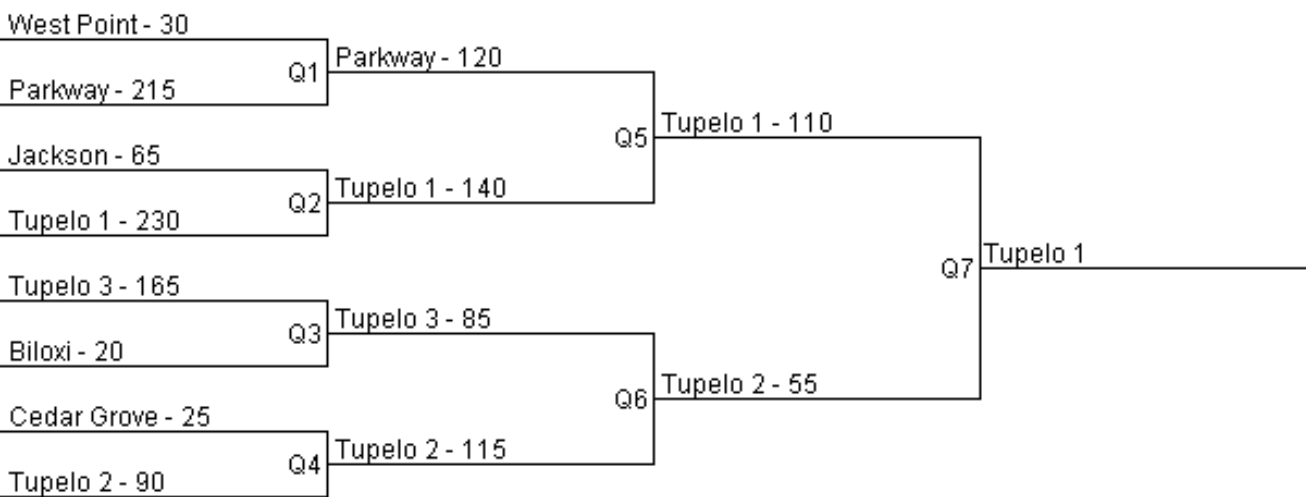 West Point - 30
Parkway - 120
Q1
Parkway - 215
Tupelo 1 - 110
Q5
Jackson - 65
Tupelo 1 - 140
Q2
Tupelo 1 - 230
Tupelo 1
Q7
Tupelo 3 - 165
Tupelo 3 - 85
Q3
Biloxi - 20
Tupelo 2 - 55
Q6
Cedar Grove - 25
Tupelo 2 - 115
Q4
Tupelo 2 - 90